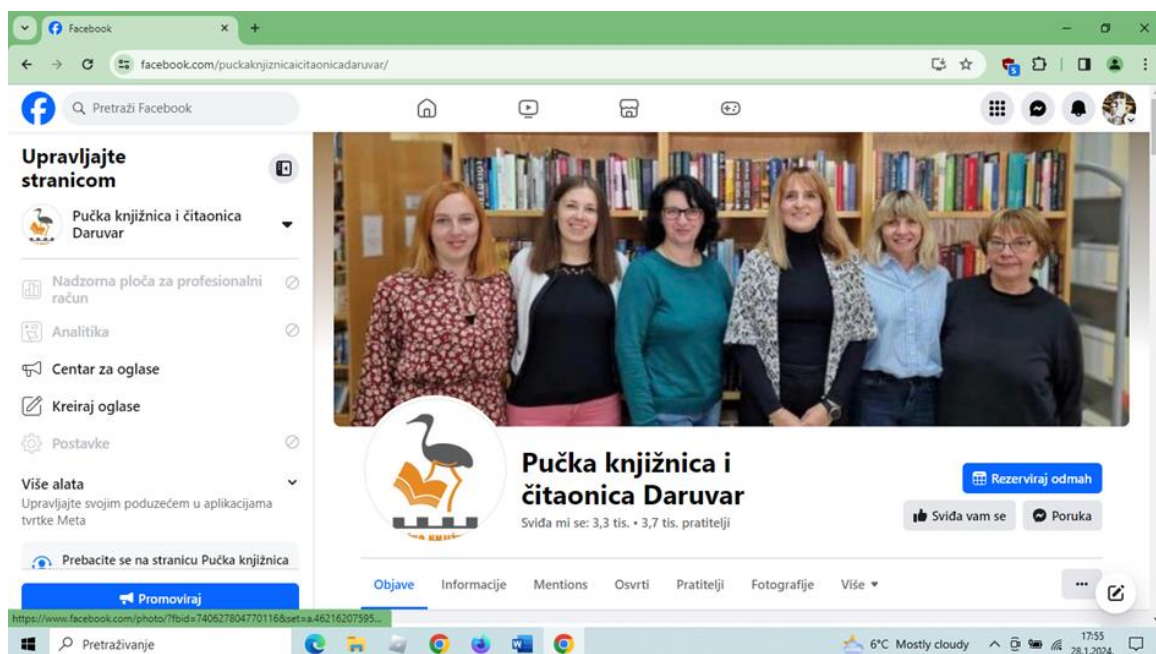 Facebook
facebook.com/puckaknjiznicaicitaonicadaruvar/
5
Pretraži Facebook
Upravljajte
stranicom
Pučka knjižnica i čitaonica
Daruvar
Nadzorna ploča za profesionalni
račun
Analitika
Centar za oglase
Kreiraj oglase
Postavke
Više alata
Upravljajte svojim poduzećem u aplikacijama
tvrtke Meta
Prebacite se na stranicu Pučka knjižnica
Promoviraj
Pučka knjižnica i
čitaonica Daruvar
Sviđa mi se: 3,3 tis. • 3,7 tis. pratitelji
Rezerviraj odmah
Sviđa vam se
Poruka
Objave Informacije Mentions Osvrti Pratitelji Fotografije Više
https://www.facebook.com/photo/?fbid=740627804770116&set=a.46216207595...
Pretraživanje
6°C Mostly cloudy
17:55
28.1.2024.